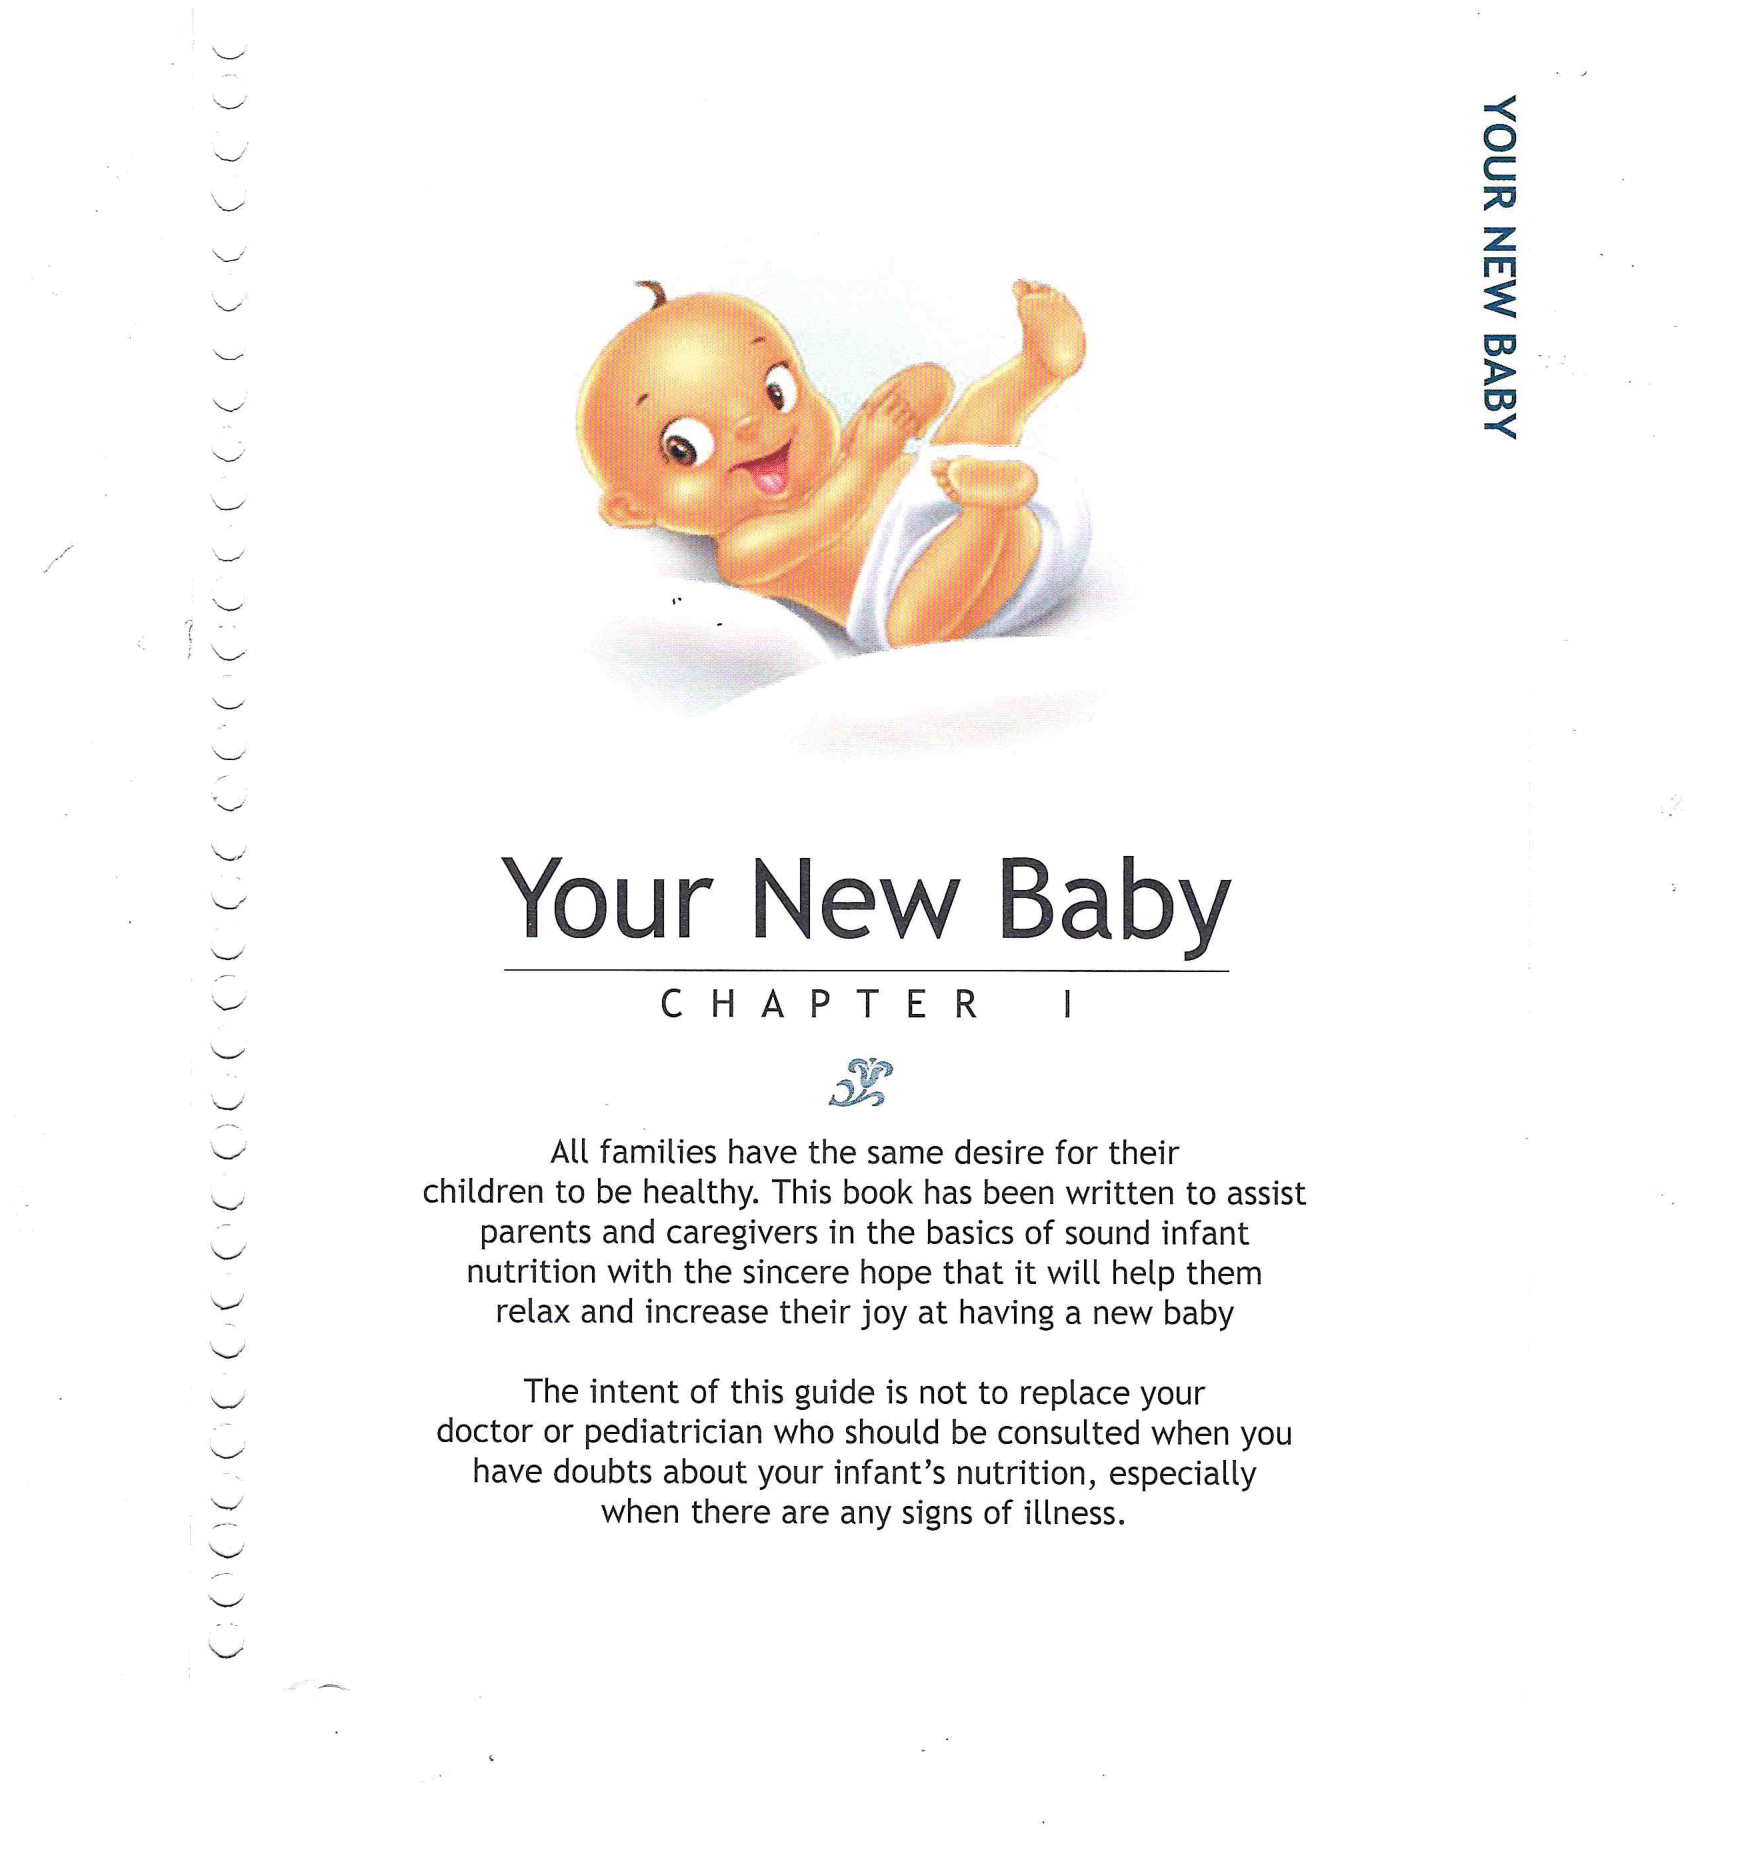 YOUR NEW BABY
Your New Baby
CHAPTER I
All families have the same desire for their
children to be healthy. This book has been written to assist
parents and caregivers in the basics of sound infant
nutrition with the sincere hope that it will help them
relax and increase their joy at having a new baby
The intent of this guide is not to replace your
doctor or pediatrician who should be consulted when you
have doubts about your infant's nutrition, especially
when there are any signs of illness.